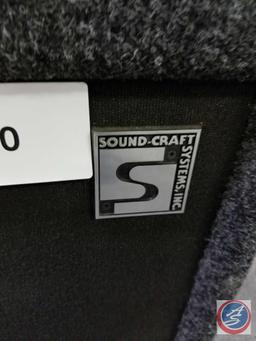 0
SOUND-CRAFT
SYSTEMS, INC.
S